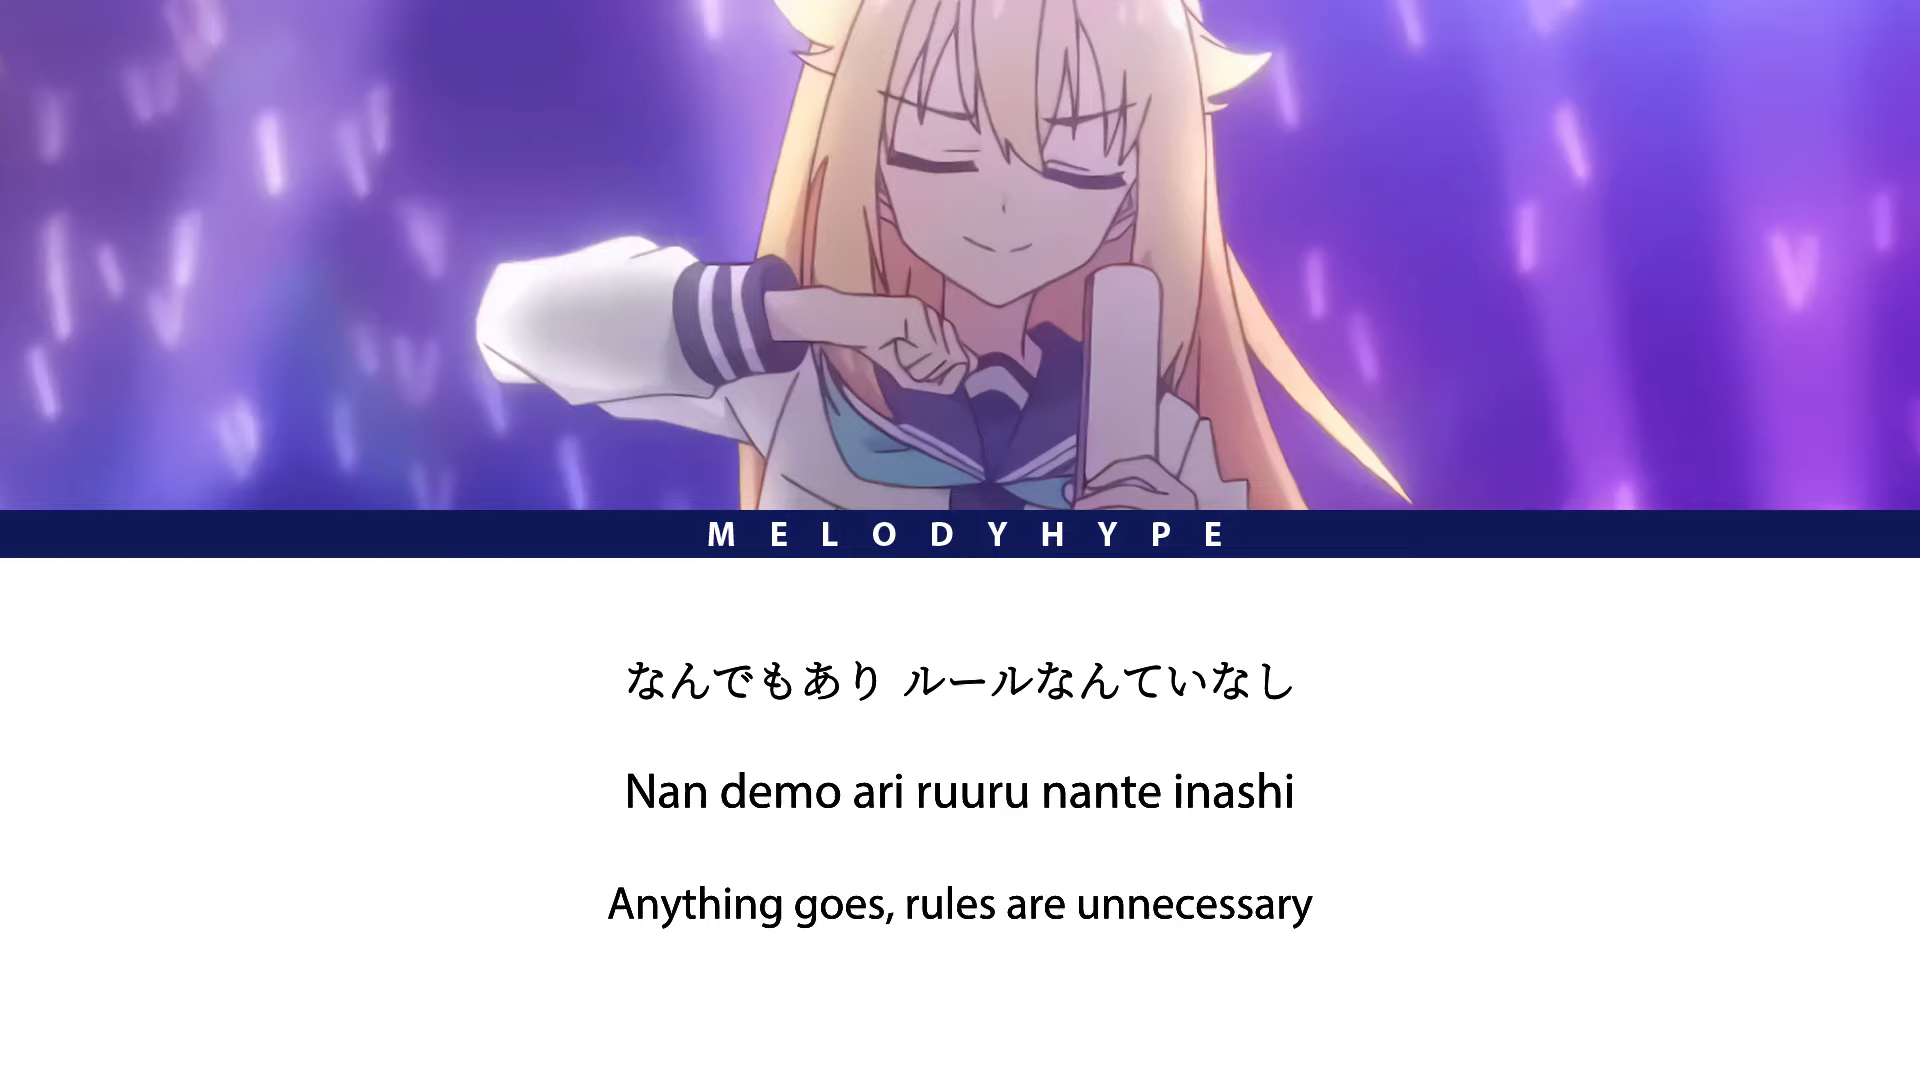 MELODYHYPE
なんでもあり ルールなんていなし
Nan demo ari ruuru nante inashi
Anything goes, rules are unnecessary